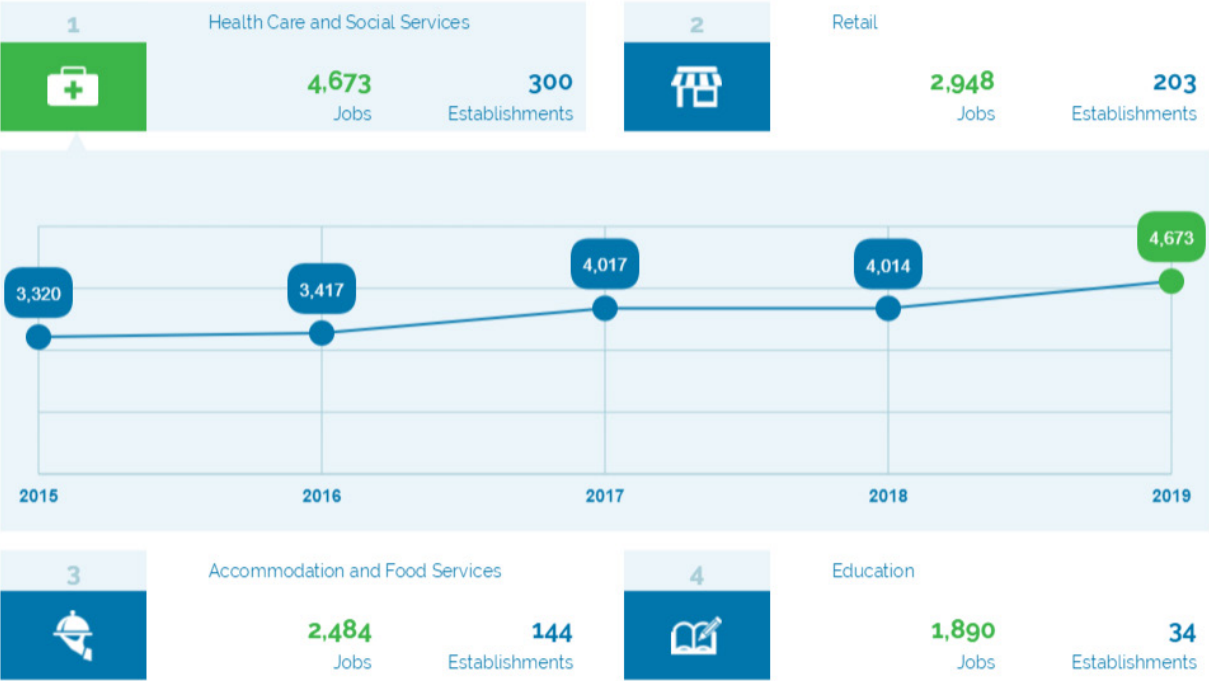 1
Health Care and Social Services
4,673
Jobs
300
Establishments
2
Retail
2,948
Jobs
203
Establishments
3,320
3,417
4,017
4,014
4,673
2015
2016
2017
2018
2019
3
Accommodation and Food Services
2,484
Jobs
144
Establishments
4
Education
1,890
Jobs
34
Establishments